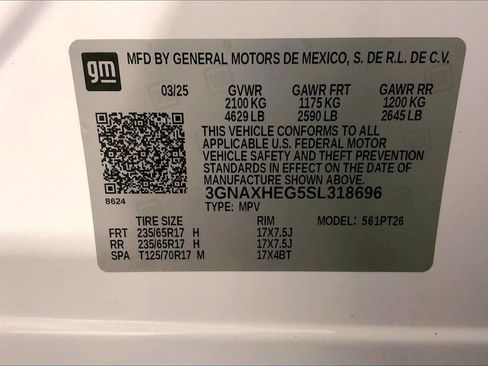 gm MFD BY GENERAL MOTORS DE MEXICO, S. DE R.L. DE C.V.
03/25 GVWR GAWR FRT GAWR RR
2100 KG 1175 KG 1200 KG
4629 LB 2590 LB 2645 LB
THIS VEHICLE CONFORMS TO ALL
APPLICABLE U.S. FEDERAL MOTOR
VEHICLE SAFETY AND THEFT PREVENTION
STANDARDS IN EFFECT ON THE DATE OF
MANUFACTURE SHOWN ABOVE.
3GNAXHEG5SL318696
8624 TYPE: MPV
TIRE SIZE RIM MODEL: 561PT26
FRT 235/65R17 H 17X7.5J
RR 235/65R17 H 17X7.5J
SPA T125/70R17 M 17X4BT